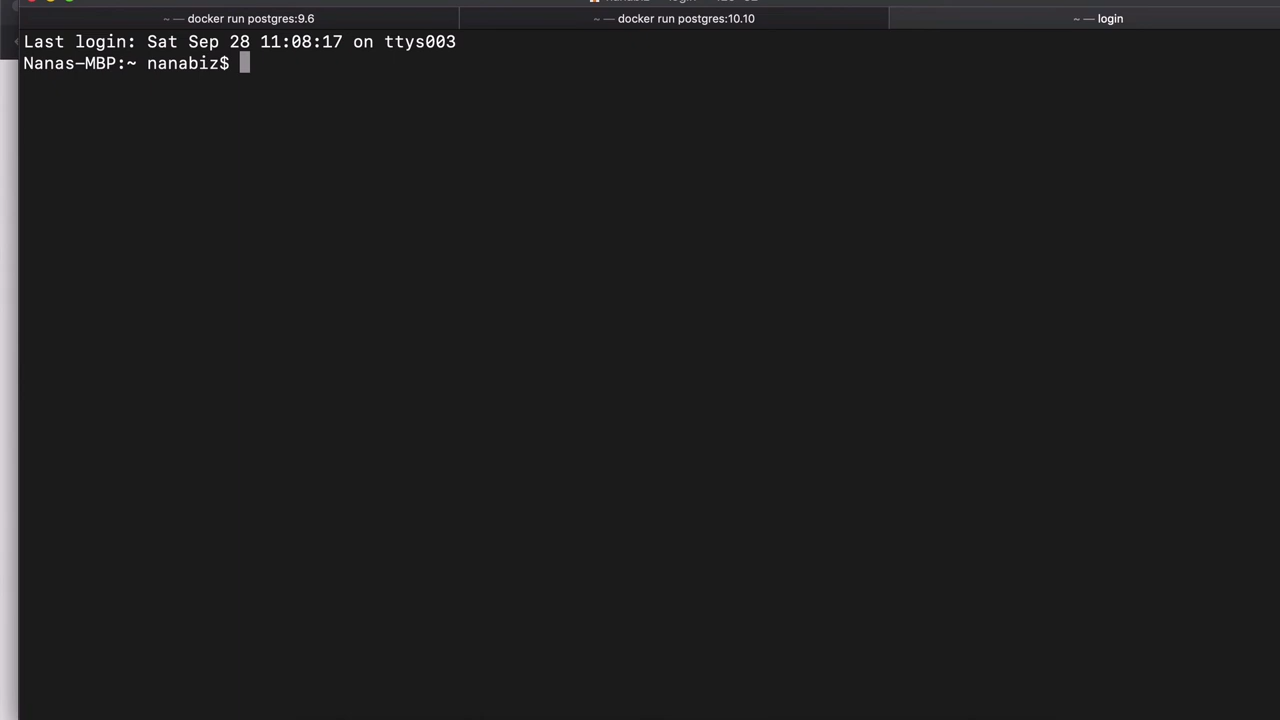 ~ — docker run postgres:9.6
~ — docker run postgres:10.10
~ — login
Last login: Sat Sep 28 11:08:17 on ttys003
Nanas-MBP:~ nanabiz$